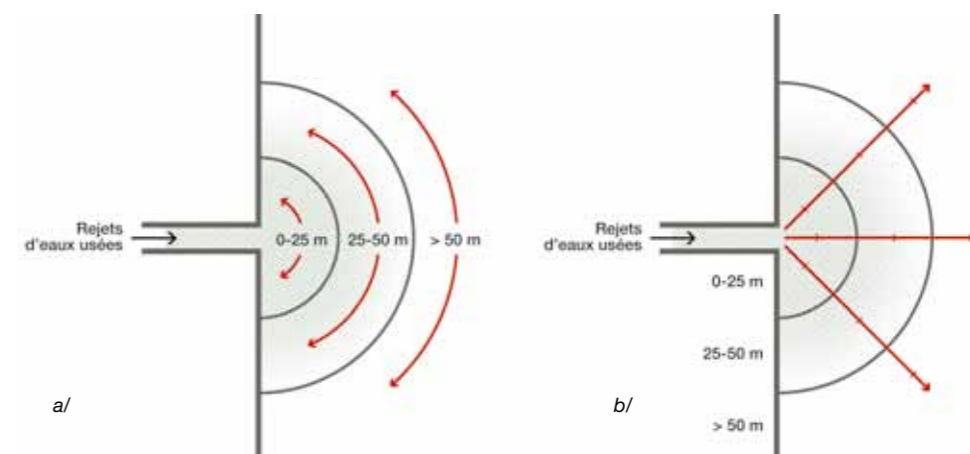 Rejets
d'eaux usées
0-25 m
25-50 m
> 50 m
a/
Rejets
d'eaux usées
0-25 m
25-50 m
> 50 m
b/